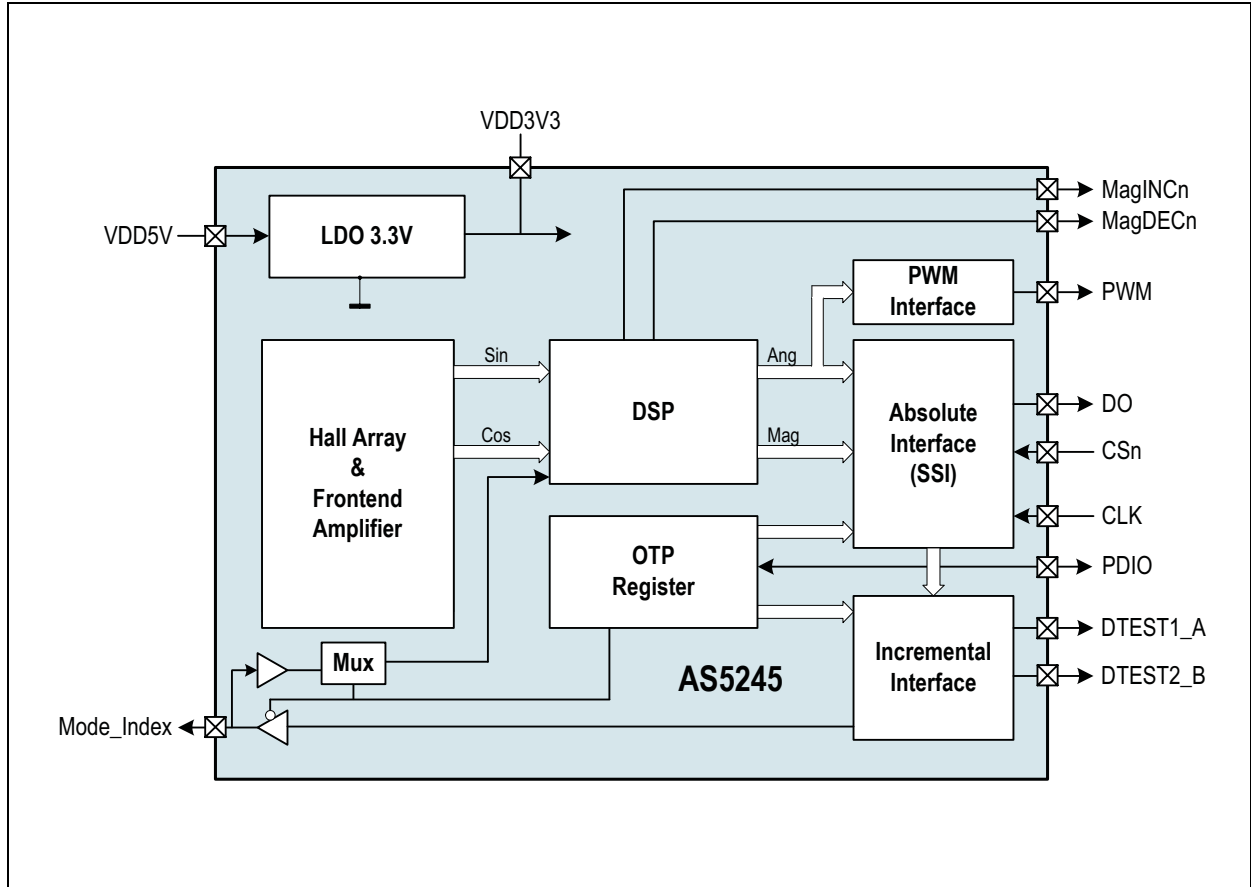 VDD3V3
MagINCn
MagDECn
VDD5V
LDO 3.3V
PWM
Interface
PWM
Sin
Ang
Hall Array
&
Frontend
Amplifier
DSP
Cos
Mag
Absolute
Interface
(SSI)
DO
CSn
CLK
OTP
Register
PDIO
DTEST1_A
Mux
AS5245
Incremental
Interface
DTEST2_B
Mode_Index